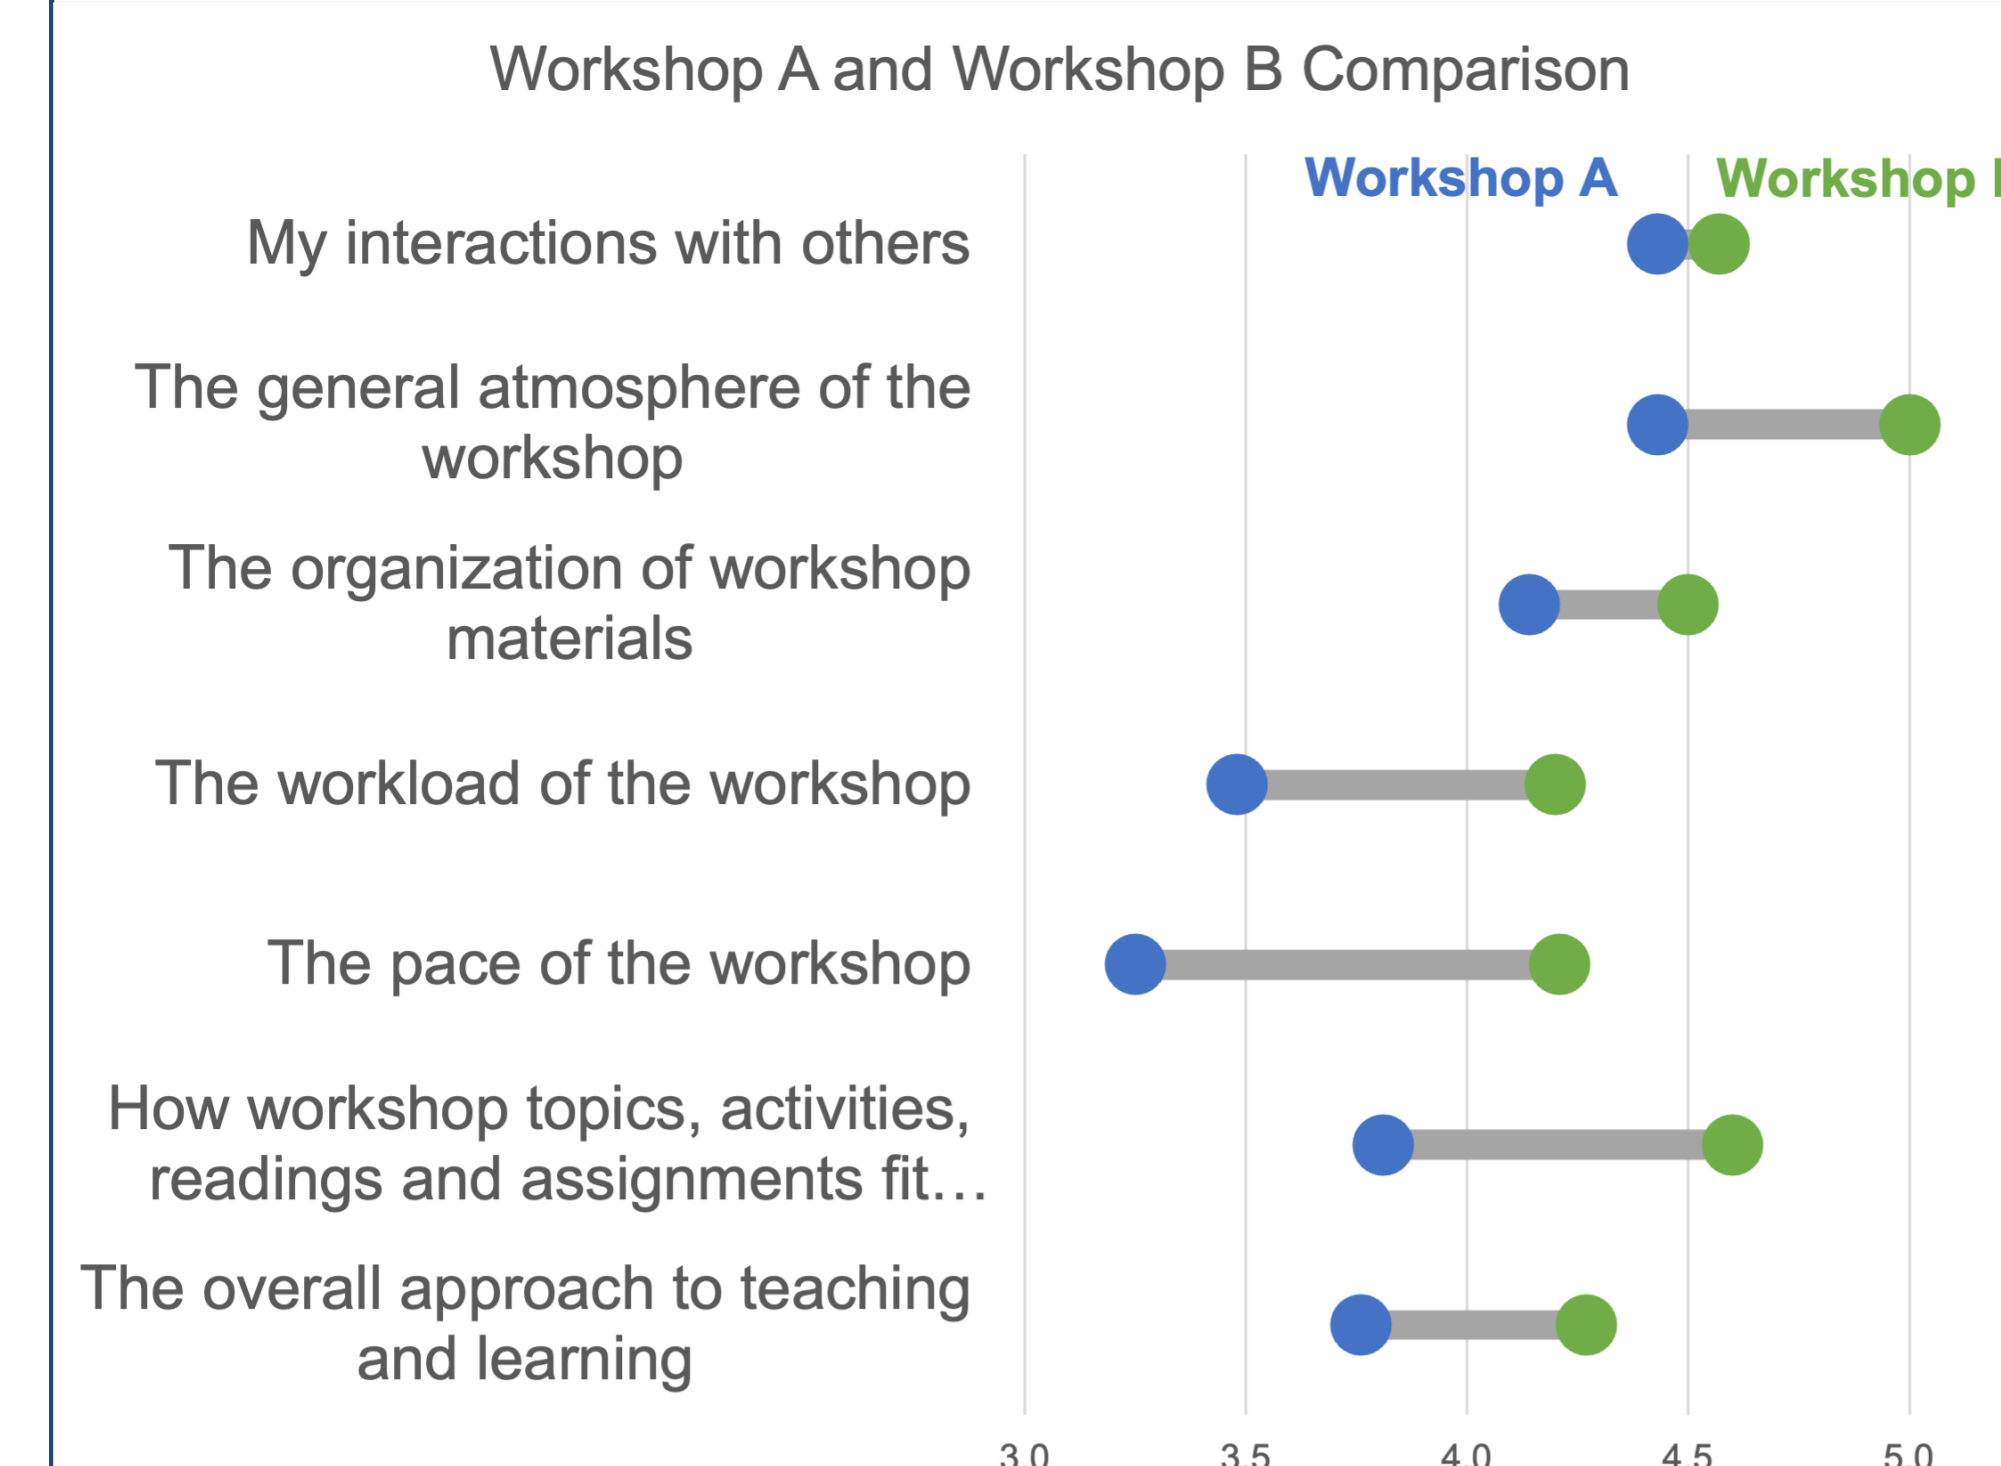 Workshop A and Workshop B Comparison
Workshop A
Workshop
My interactions with others
The general atmosphere of the
workshop
The organization of workshop
materials
The workload of the workshop
The pace of the workshop
How workshop topics, activities,
readings and assignments fit…
The overall approach to teaching
and learning
3.0 3.5 4.0 4.5 5.0